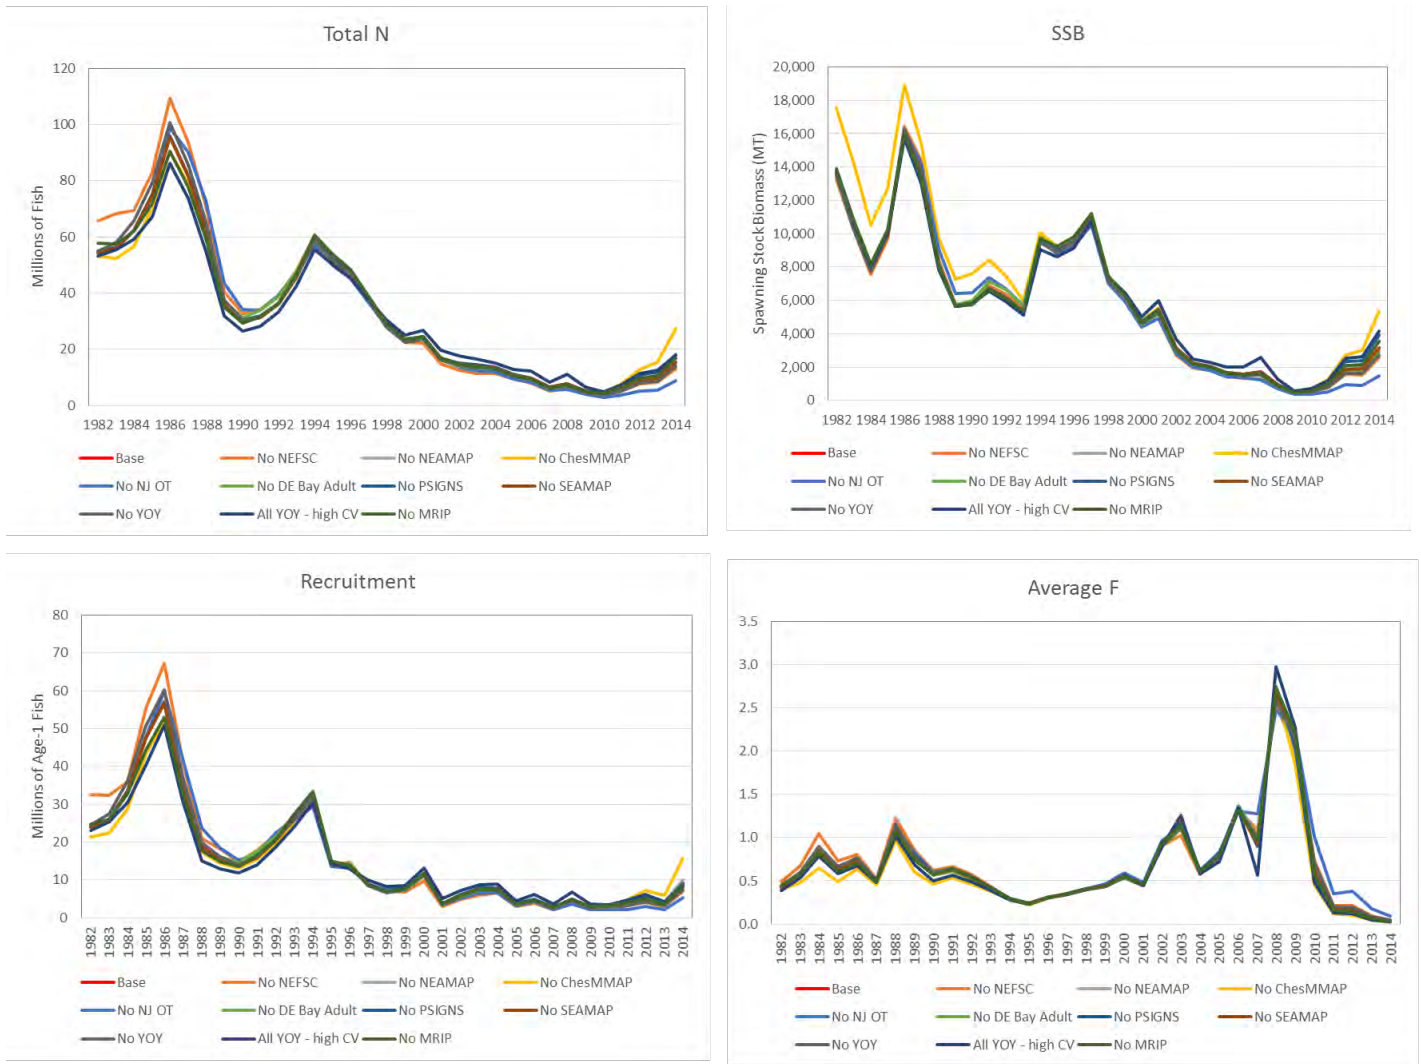 Total N
120
100
80
60
40
20
0
Millions of Fish
1982 1984 1986 1988 1990 1992 1994 1996 1998 2000 2002 2004 2006 2008 2010 2012 2014
Base No NEFSC No NEAMAP No ChesMMAP
No NJ OT No DE Bay Adult No PSIGNS No SEAMAP
No YOY All YOY - high CV No MRIP
SSB
20,000
18,000
16,000
14,000
12,000
10,000
8,000
6,000
4,000
2,000
0
Spawning Stock Biomass (MT)
1982 1984 1986 1988 1990 1992 1994 1996 1998 2000 2002 2004 2006 2008 2010 2012 2014
Base No NEFSC No NEAMAP No ChesMMAP
No NJ OT No DE Bay Adult No PSIGNS No SEAMAP
No YOY All YOY - high CV No MRIP
Recruitment
80
70
60
50
40
30
20
10
0
Millions of Age-1 Fish
1982 1983 1984 1985 1986 1987 1988 1989 1990 1991 1992 1993 1994 1995 1996 1997 1998 1999 2000 2001 2002 2003 2004 2005 2006 2007 2008 2009 2010 2011 2012 2013 2014
Base No NEFSC No NEAMAP No ChesMMAP
No NJ OT No DE Bay Adult No PSIGNS No SEAMAP
No YOY All YOY - high CV No MRIP
Average F
3.5
3.0
2.5
2.0
1.5
1.0
0.5
0.0
1982 1983 1984 1985 1986 1987 1988 1989 1990 1991 1992 1993 1994 1995 1996 1997 1998 1999 2000 2001 2002 2003 2004 2005 2006 2007 2008 2009 2010 2011 2012 2013 2014
Base No NEFSC No NEAMAP No ChesMMAP
No NJ OT No DE Bay Adult No PSIGNS No SEAMAP
No YOY All YOY - high CV No MRIP